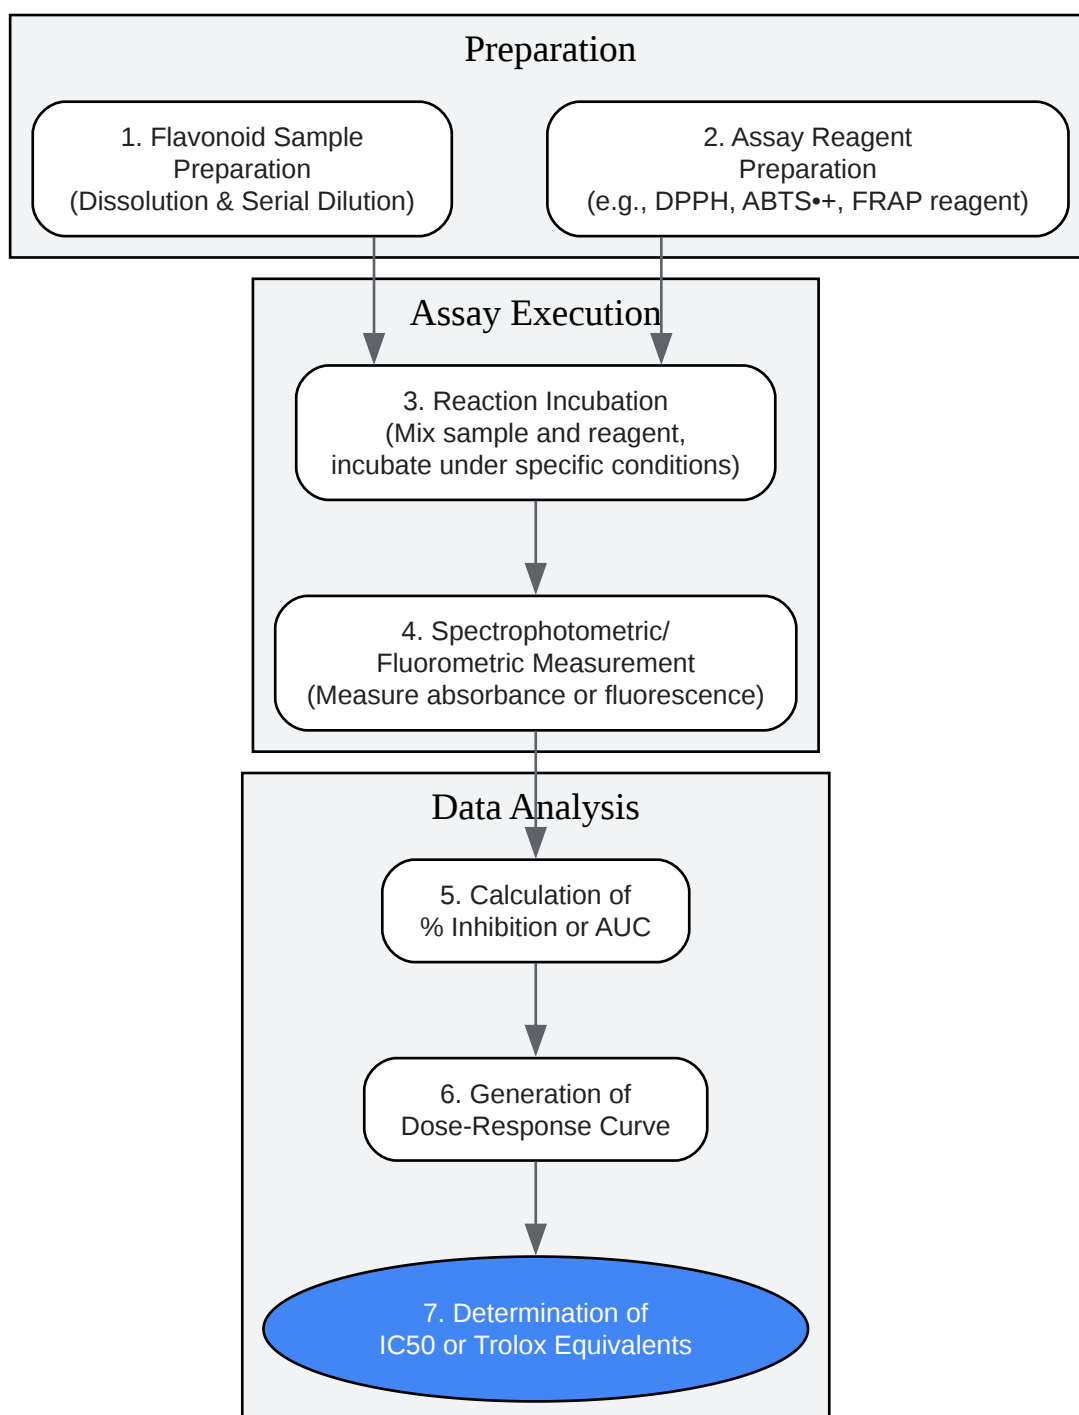 Preparation
1. Flavonoid Sample
Preparation
(Dissolution & Serial Dilution)
2. Assay Reagent
Preparation
(e.g., DPPH, ABTS•+, FRAP reagent)
Assay Execution
3. Reaction Incubation
(Mix sample and reagent,
incubate under specific conditions)
4. Spectrophotometric/
Fluorometric Measurement
(Measure absorbance or fluorescence)
Data Analysis
5. Calculation of
% Inhibition or AUC
6. Generation of
Dose-Response Curve
7. Determination of
IC50 or Trolox Equivalents